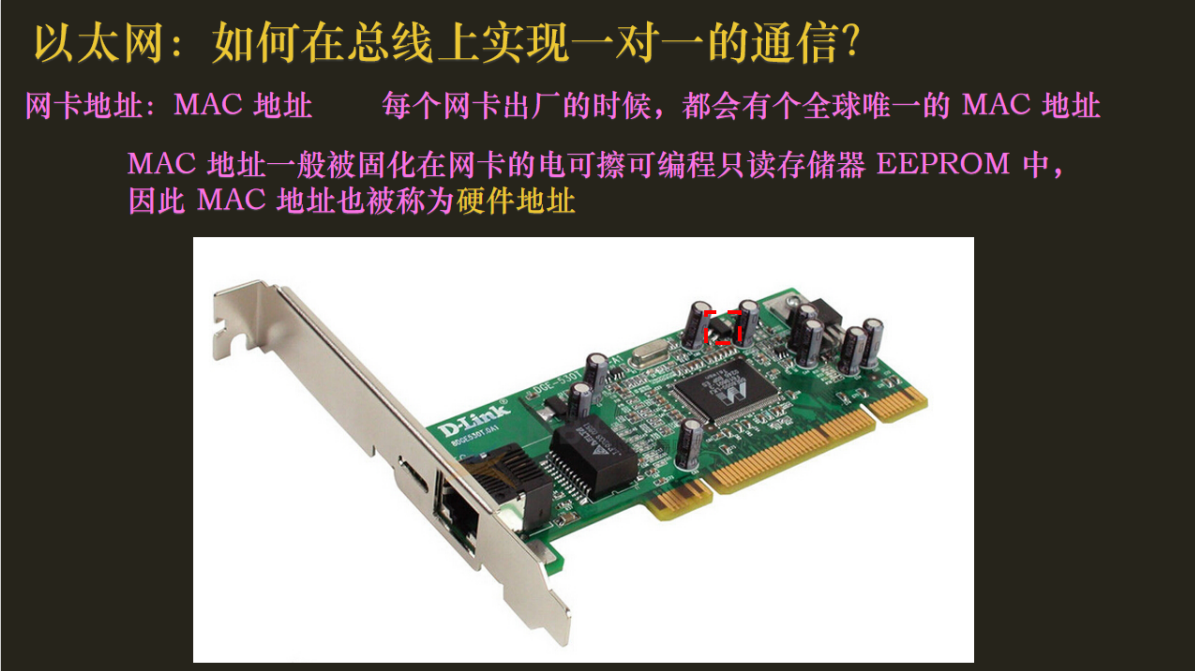 以太网：如何在总线上实现一对一的通信？
网卡地址：MAC 地址 每个网卡出厂的时候，都会有个全球唯一的 MAC 地址
MAC 地址一般被固化在网卡的电可擦可编程只读存储器 EEPROM 中，
因此 MAC 地址也被称为硬件地址
DGE-530T
D-Link